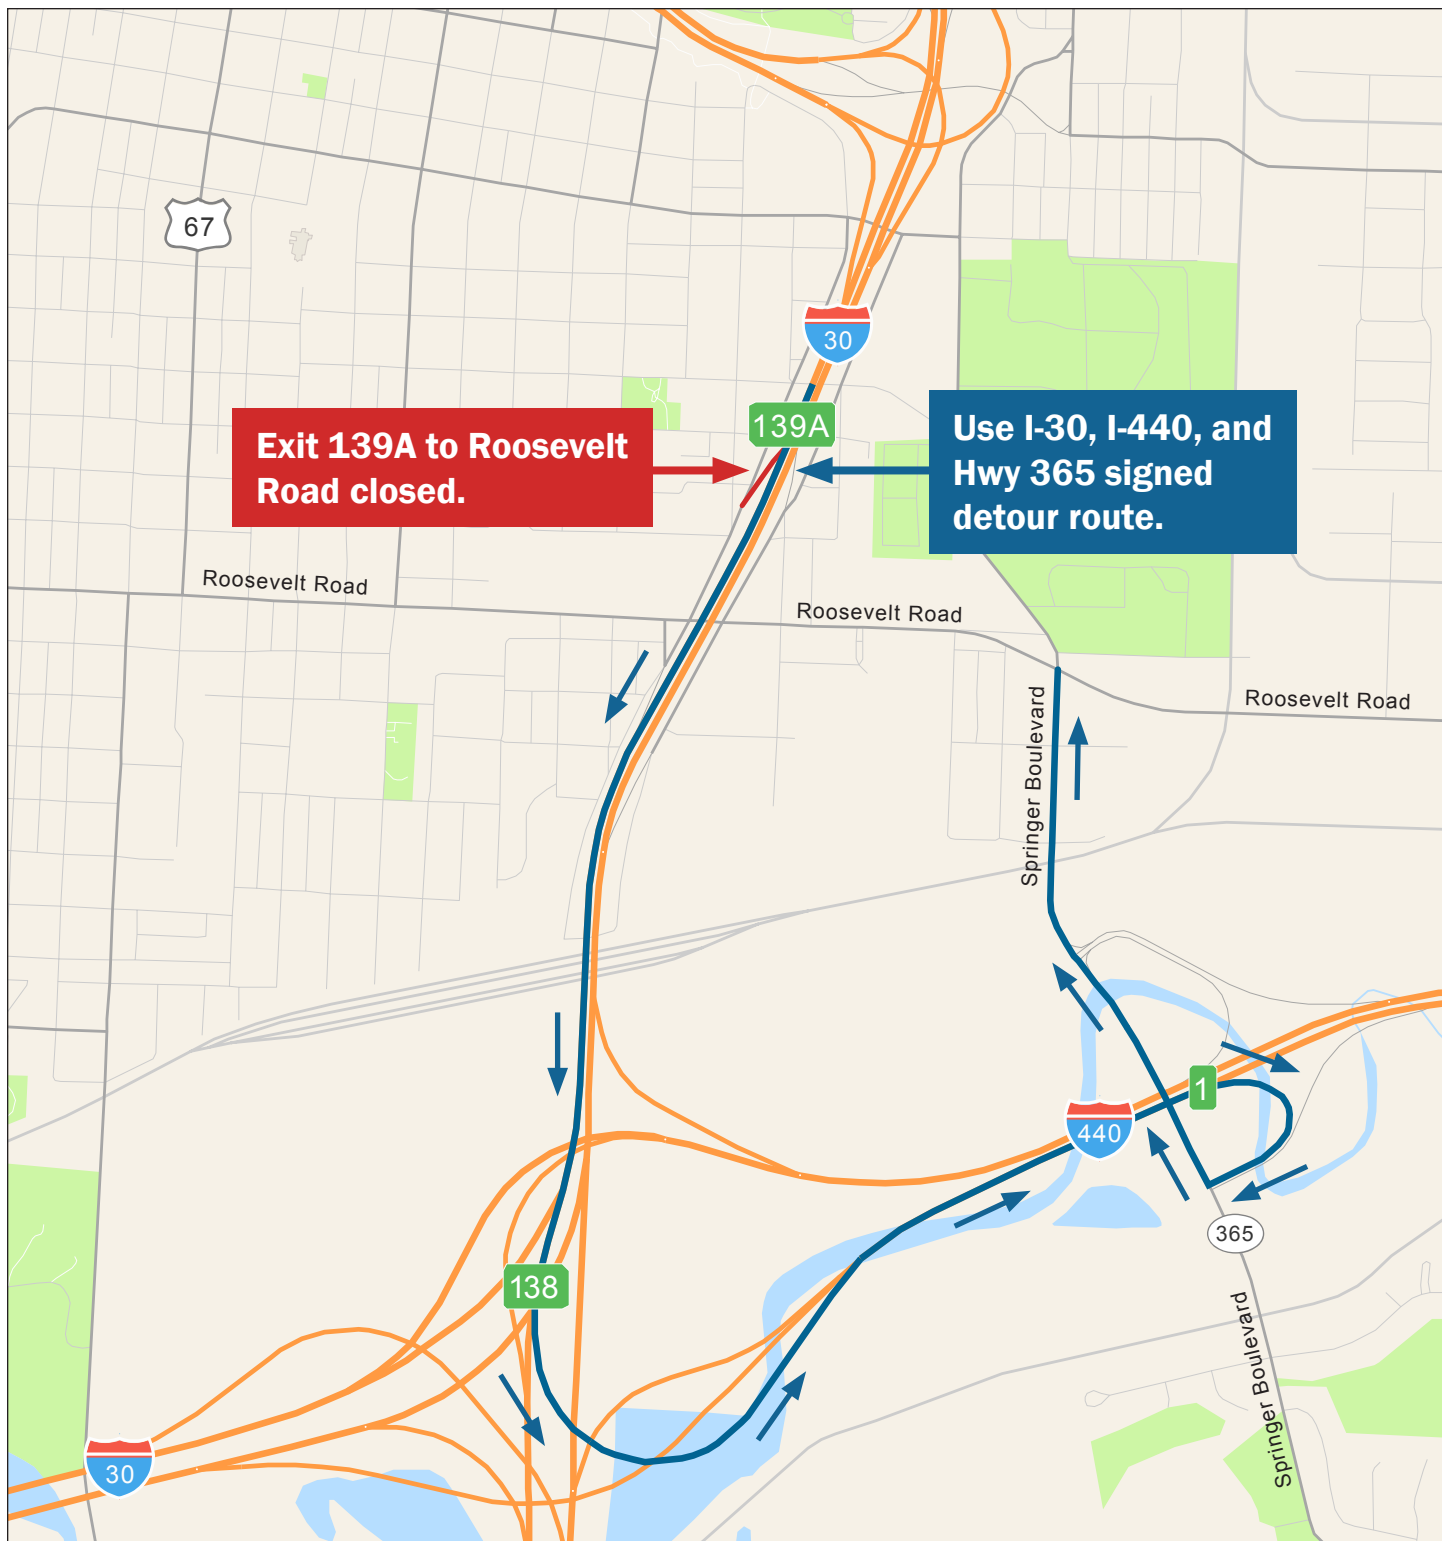 67
30
139A
Exit 139A to Roosevelt
Road closed.
Use I-30, I-440, and
Hwy 365 signed
detour route.
Roosevelt Road
Roosevelt Road
Roosevelt Road
Springer Boulevard
1
440
365
138
Springer Boulevard
30